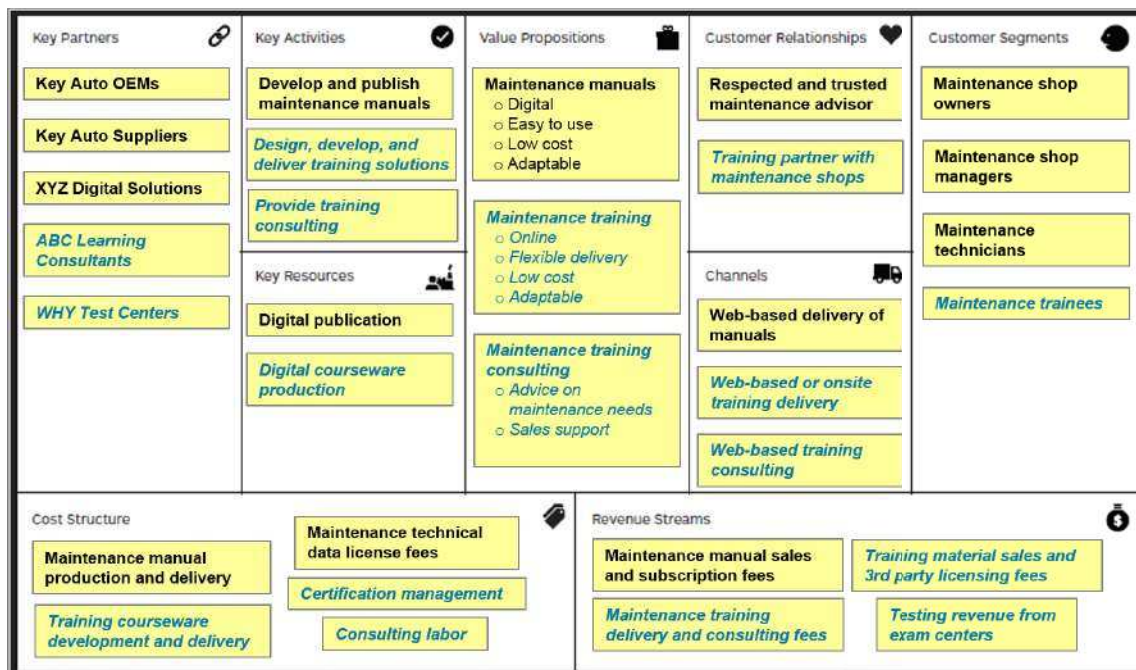 Key Partners
Key Auto OEMs
Key Auto Suppliers
XYZ Digital Solutions
ABC Learning
Consultants
WHY Test Centers
Key Activities
Develop and publish
maintenance manuals
Design, develop, and
deliver training solutions
Provide training
consulting
Key Resources
Digital publication
Digital courseware
production
Value Propositions
Maintenance manuals
o Digital
o Easy to use
o Low cost
o Adaptable
Maintenance training
o Online
o Flexible delivery
o Low cost
o Adaptable
Maintenance training
consulting
o Advice on
maintenance needs
o Sales support
Customer Relationships
Respected and trusted
maintenance advisor
Training partner with
maintenance shops
Channels
Web-based delivery of
manuals
Web-based or onsite
training delivery
Web-based training
consulting
Customer Segments
Maintenance shop
owners
Maintenance shop
managers
Maintenance
technicians
Maintenance trainees
Cost Structure
Maintenance manual
production and delivery
Training courseware
development and delivery
Maintenance technical
data license fees
Certification management
Consulting labor
Revenue Streams
$
Maintenance manual sales
and subscription fees
Maintenance training
delivery and consulting fees
Training material sales and
3rd party licensing fees
Testing revenue from
exam centers